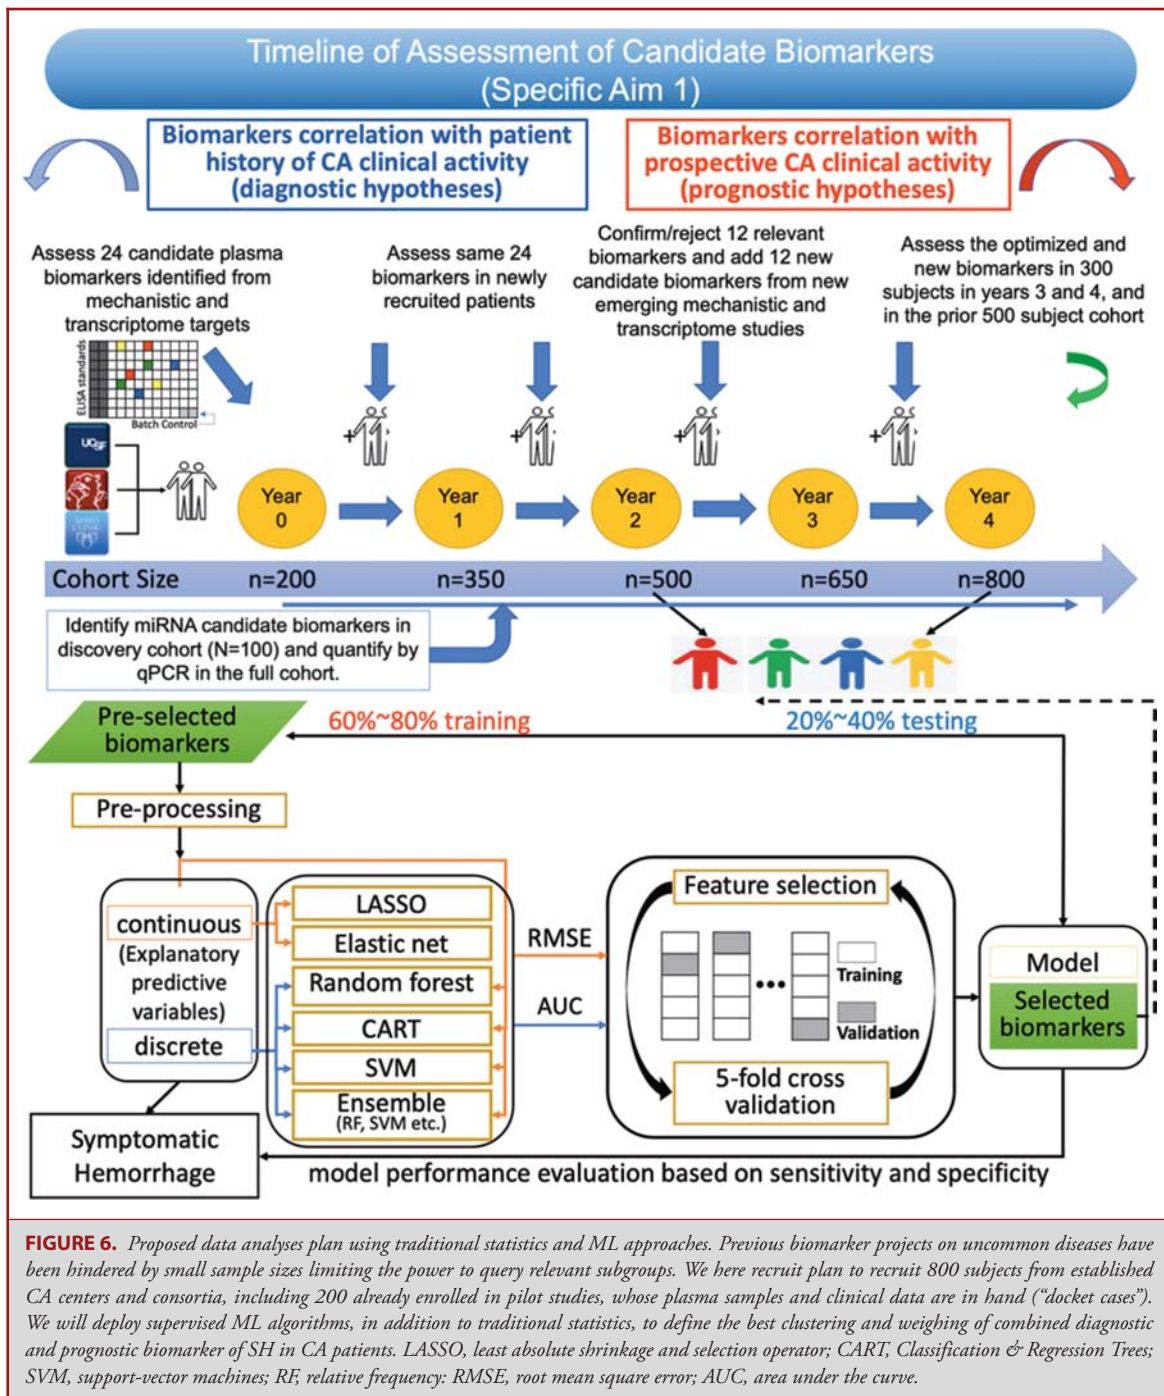 Timeline of Assessment of Candidate Biomarkers
(Specific Aim 1)
Biomarkers correlation with patient
history of CA clinical activity
(diagnostic hypotheses)
Biomarkers correlation with
prospective CA clinical activity
(prognostic hypotheses)
Assess 24 candidate plasma
biomarkers identified from
mechanistic and
transcriptome targets
Assess same 24
biomarkers in newly
recruited patients
Confirm/reject 12 relevant
biomarkers and add 12 new
candidate biomarkers from new
emerging mechanistic and
transcriptome studies
Assess the optimized and
new biomarkers in 300
subjects in years 3 and 4, and
in the prior 500 subject cohort
ELISA standards
Batch Control
UCSF
MAYO
CLINIC
+
+
+
+
Year
0
Year
1
Year
2
Year
3
Year
4
Cohort Size n=200 n=350 n=500 n=650 n=800
Identify miRNA candidate biomarkers in
discovery cohort (N=100) and quantify by
qPCR in the full cohort.
Pre-selected
biomarkers
60%~80% training
20%~40% testing
Pre-processing
continuous
(Explanatory
predictive
variables)
discrete
LASSO
Elastic net
Random forest
CART
SVM
Ensemble
(RF, SVM etc.)
RMSE
AUC
Feature selection
•••
Training
Validation
5-fold cross
validation
Model
Selected
biomarkers
Symptomatic
Hemorrhage
model performance evaluation based on sensitivity and specificity
FIGURE 6. Proposed data analyses plan using traditional statistics and ML approaches. Previous biomarker projects on uncommon diseases have
been hindered by small sample sizes limiting the power to query relevant subgroups. We here recruit plan to recruit 800 subjects from established
CA centers and consortia, including 200 already enrolled in pilot studies, whose plasma samples and clinical data are in hand (“docket cases”).
We will deploy supervised ML algorithms, in addition to traditional statistics, to define the best clustering and weighing of combined diagnostic
and prognostic biomarker of SH in CA patients. LASSO, least absolute shrinkage and selection operator; CART, Classification & Regression Trees;
SVM, support-vector machines; RF, relative frequency: RMSE, root mean square error; AUC, area under the curve.